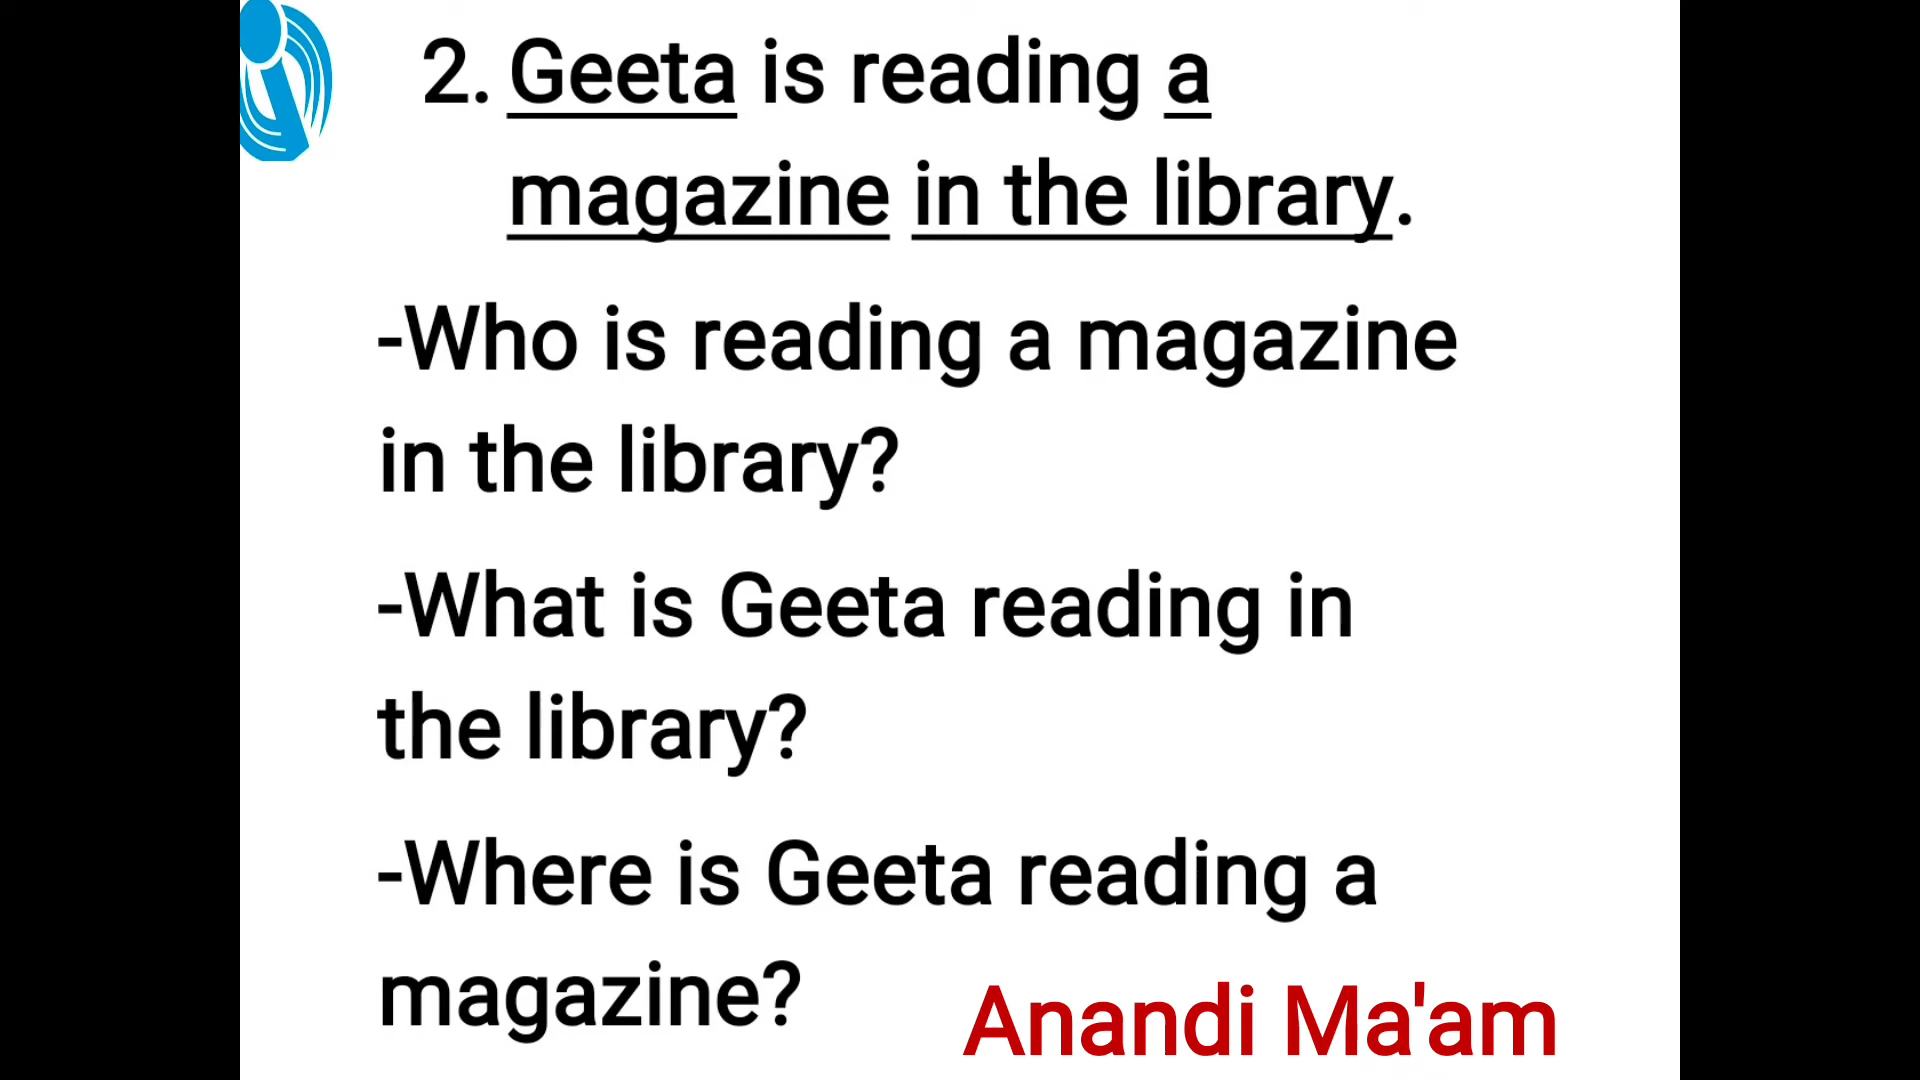 2. Geeta is reading a
magazine in the library.
-Who is reading a magazine
in the library?
-What is Geeta reading in
the library?
-Where is Geeta reading a
magazine?
Anandi Ma'am